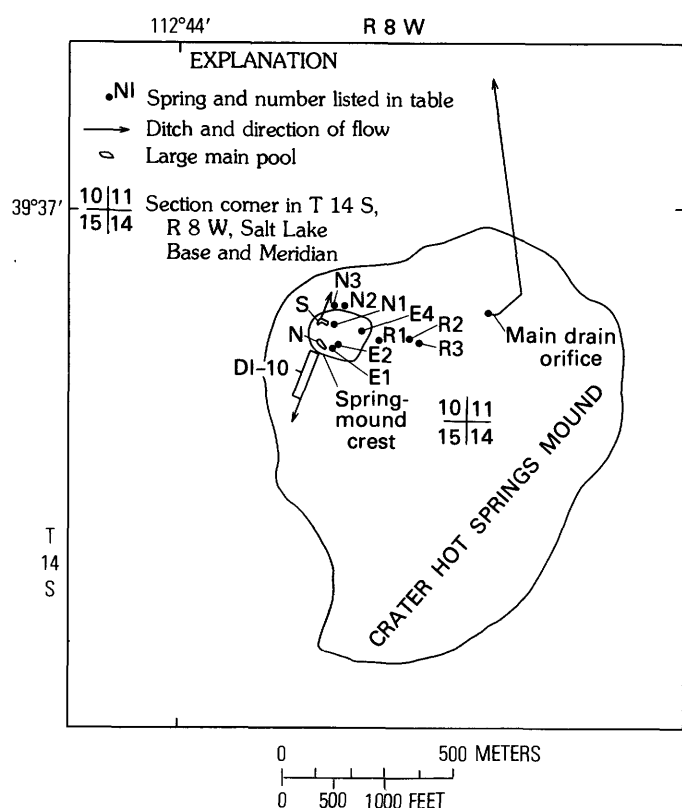 112°44′ R 8 W
EXPLANATION
NI Spring and number listed in table
Ditch and direction of flow
Large main pool
39°37′
10 11
15 14
Section corner in T 14 S,
R 8 W, Salt Lake
Base and Meridian
N3
S N2 N1
E4
N R1 R2
R3
Main drain
orifice
DI-10 E2
E1
Spring-
mound
crest
10 11
15 14
CRATER HOT SPRINGS MOUND
T
14
S
0 500 METERS
0 500 1000 FEET